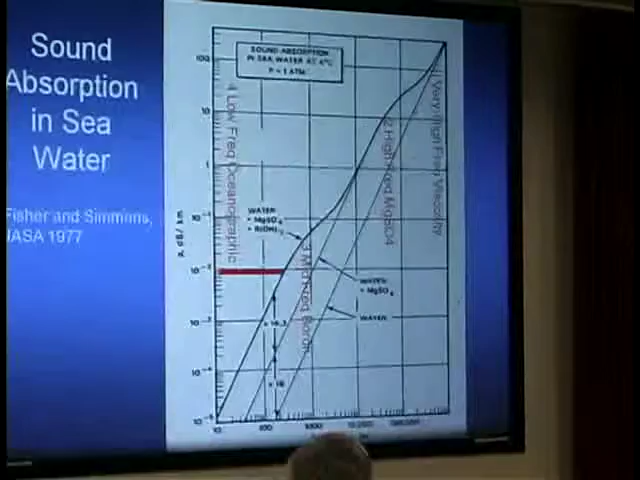 Sound
Absorption
in Sea
Water
Fisher and Simmons,
JASA 1977
SOUND ABSORPTION
IN SEA WATER AT 4°C
P = 1 ATM
100
10
1
4 Low Freq Oceanographic
3 Mid Freq Boron
2 High Freq MgSO4
1 Very High Freq Viscosity
WATER
+ MgSO4
+ B(OH)3
WATER
+ MgSO4
WATER
dB/km
10
100
1000
10,000
100,000